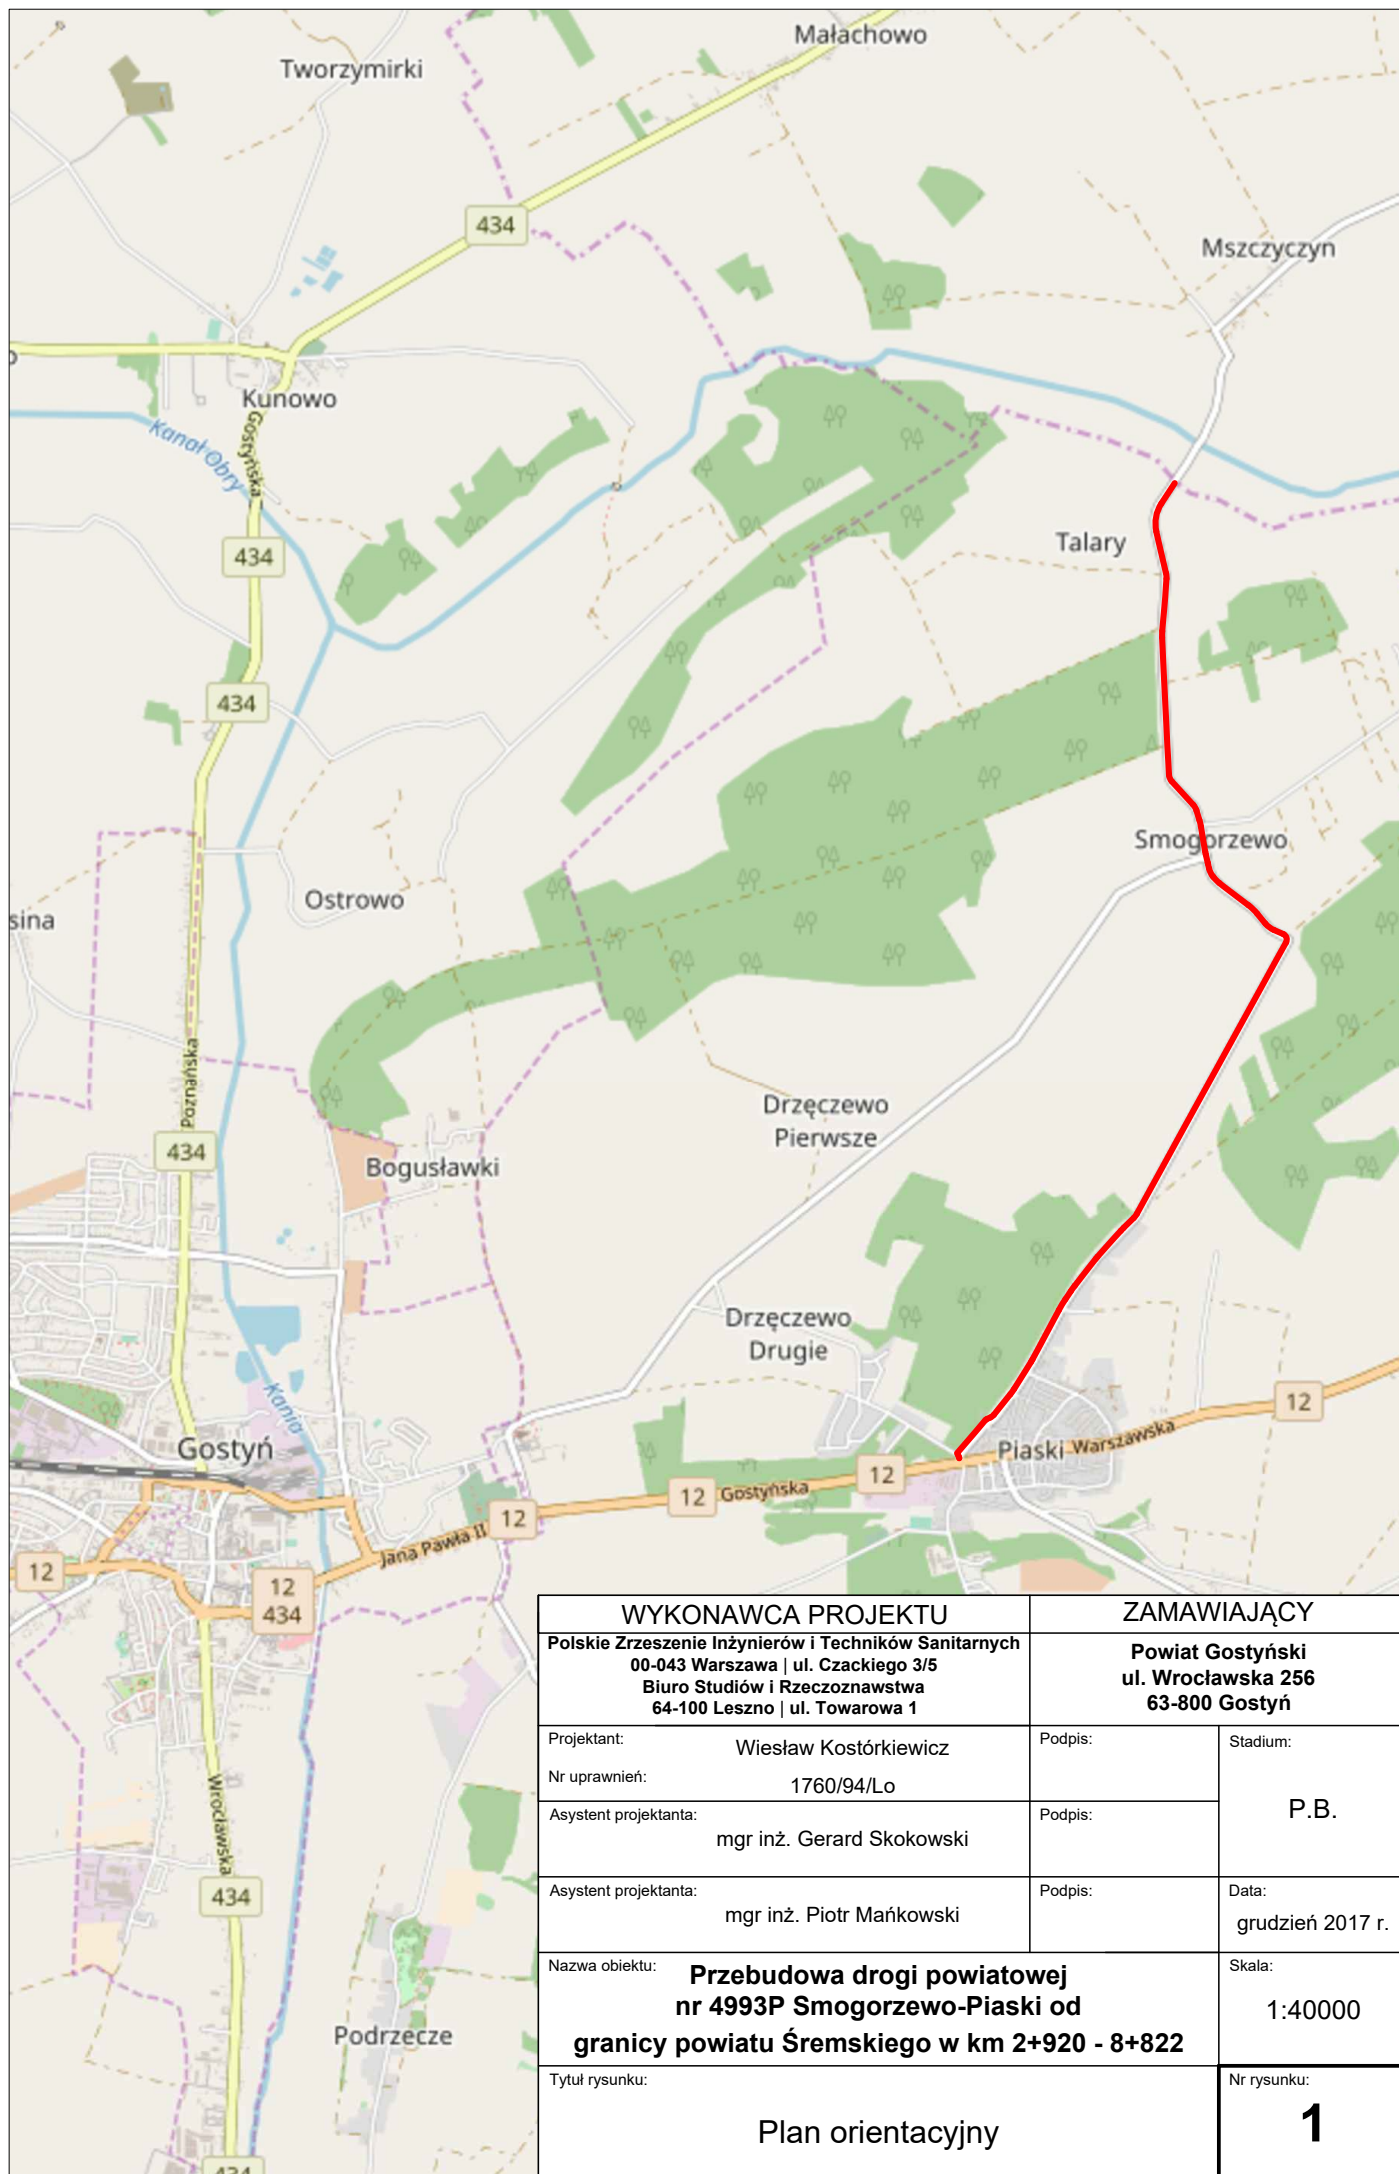 Małachowo
Tworzymirki
434
Mszczyczyn
Kunowo
Gostyńska
Kanał Obry
434
Talary
434
Smogorzewo
Ostrowo
sina
Poznańska
Drzęczewo
Pierwsze
434
Bogusławki
Drzęczewo
Drugie
Kania
12
Gostyń
Piaski
Warszawska
12
12
Gostyńska
12
Jana Pawła II
12
12
434
Wrocławska
434
Podrzecze
434
WYKONAWCA PROJEKTU
Polskie Zrzeszenie Inżynierów i Techników Sanitarnych
00-043 Warszawa | ul. Czackiego 3/5
Biuro Studiów i Rzeczoznawstwa
64-100 Leszno | ul. Towarowa 1
ZAMAWIAJĄCY
Powiat Gostyński
ul. Wrocławska 256
63-800 Gostyń
Projektant:
Wiesław Kostórkiewicz
Nr uprawnień:
1760/94/Lo
Podpis:
Stadium:
P.B.
Asystent projektanta:
mgr inż. Gerard Skokowski
Podpis:
Asystent projektanta:
mgr inż. Piotr Mańkowski
Podpis:
Data:
grudzień 2017 r.
Nazwa obiektu:
Przebudowa drogi powiatowej
nr 4993P Smogorzewo-Piaski od
granicy powiatu Śremskiego w km 2+920 - 8+822
Skala:
1:40000
Tytuł rysunku:
Plan orientacyjny
Nr rysunku:
1